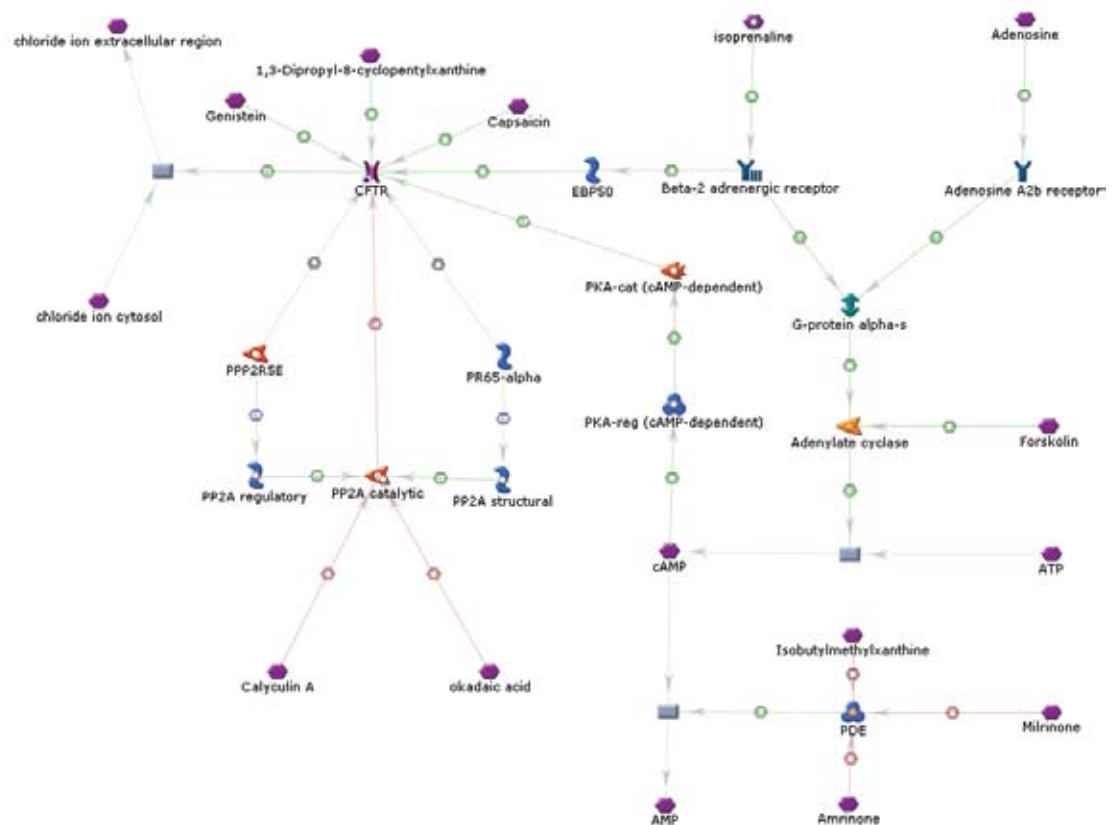 chloride ion extracellular region
isoprenaline
Adenosine
1,3-Dipropyl-8-cyclopentylxanthine
Genistein
Capsaicin
CFTR
EBP50
Beta-2 adrenergic receptor
Adenosine A2b receptor
PKA-cat (cAMP-dependent)
chloride ion cytosol
G-protein alpha-s
PPP2R5E
PR65-alpha
PKA-reg (cAMP-dependent)
Adenylate cyclase
Forskolin
PP2A regulatory
PP2A catalytic
PP2A structural
cAMP
ATP
Isobutylmethylxanthine
Calyculin A
okadaic acid
PDE
Milrinone
AMP
Amrinone